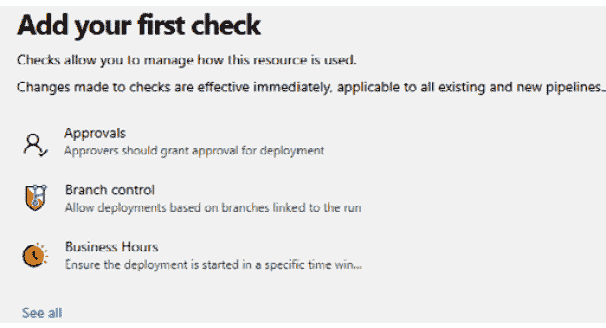 Add your first check
Checks allow you to manage how this resource is used.
Changes made to checks are effective immediately, applicable to all existing and new pipelines.
Approvals
Approvers should grant approval for deployment
Branch control
Allow deployments based on branches linked to the run
Business Hours
Ensure the deployment is started in a specific time win...
See all